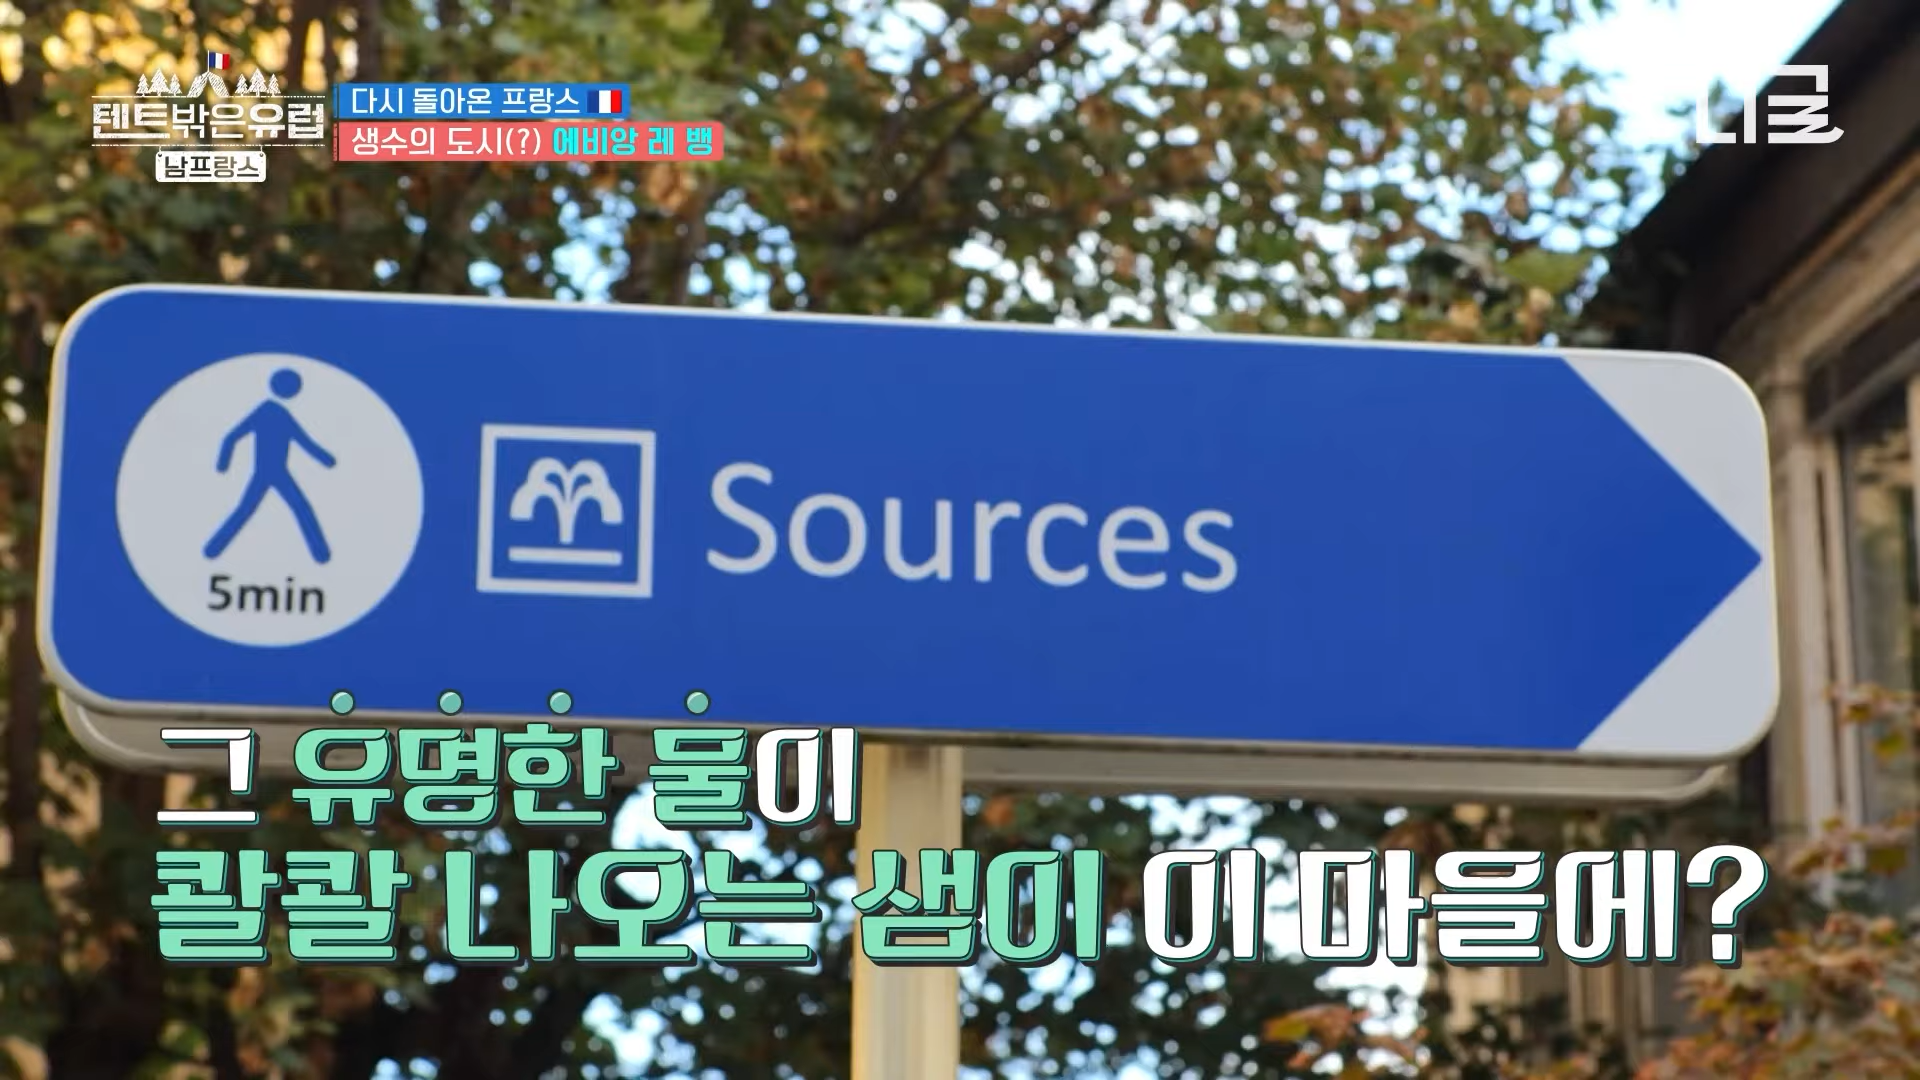 텐트밖은유럽
남프랑스
다시 돌아온 프랑스
생수의 도시(?) 에비앙 레 뱅
디글
5min
Sources
그 유명한 물이
콸콸 나오는 샘이 이 마을에?